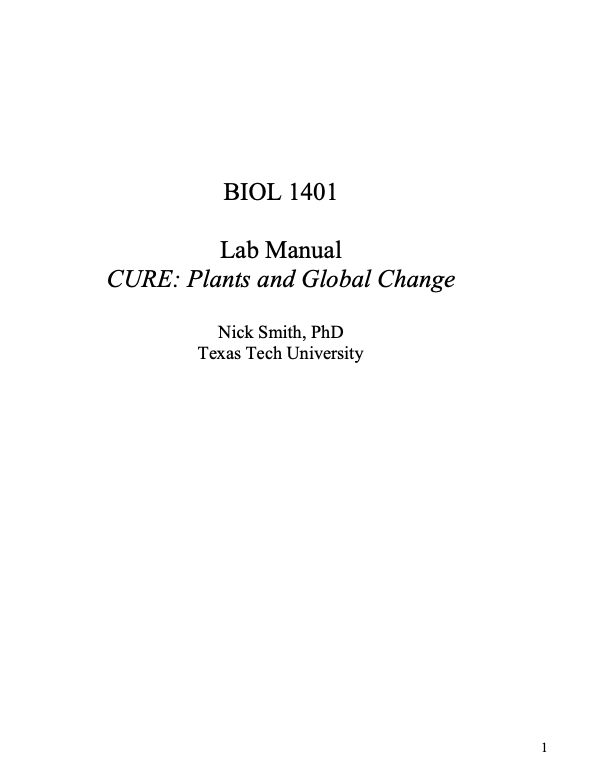 BIOL 1401
Lab Manual
CURE: Plants and Global Change
Nick Smith, PhD
Texas Tech University
1